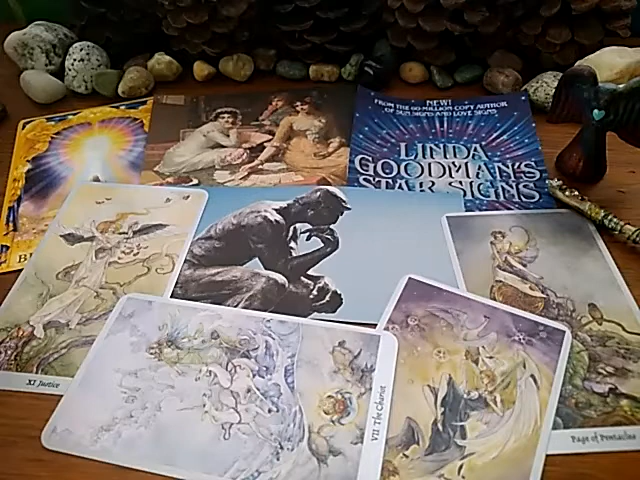 NEW!
FROM THE 60 MILLION COPY AUTHOR
OF SUN SIGNS AND LOVE SIGNS
LINDA
GOODMAN'S
STAR SIGNS
XI Justice
VII The Chariot
Page of Pentacles